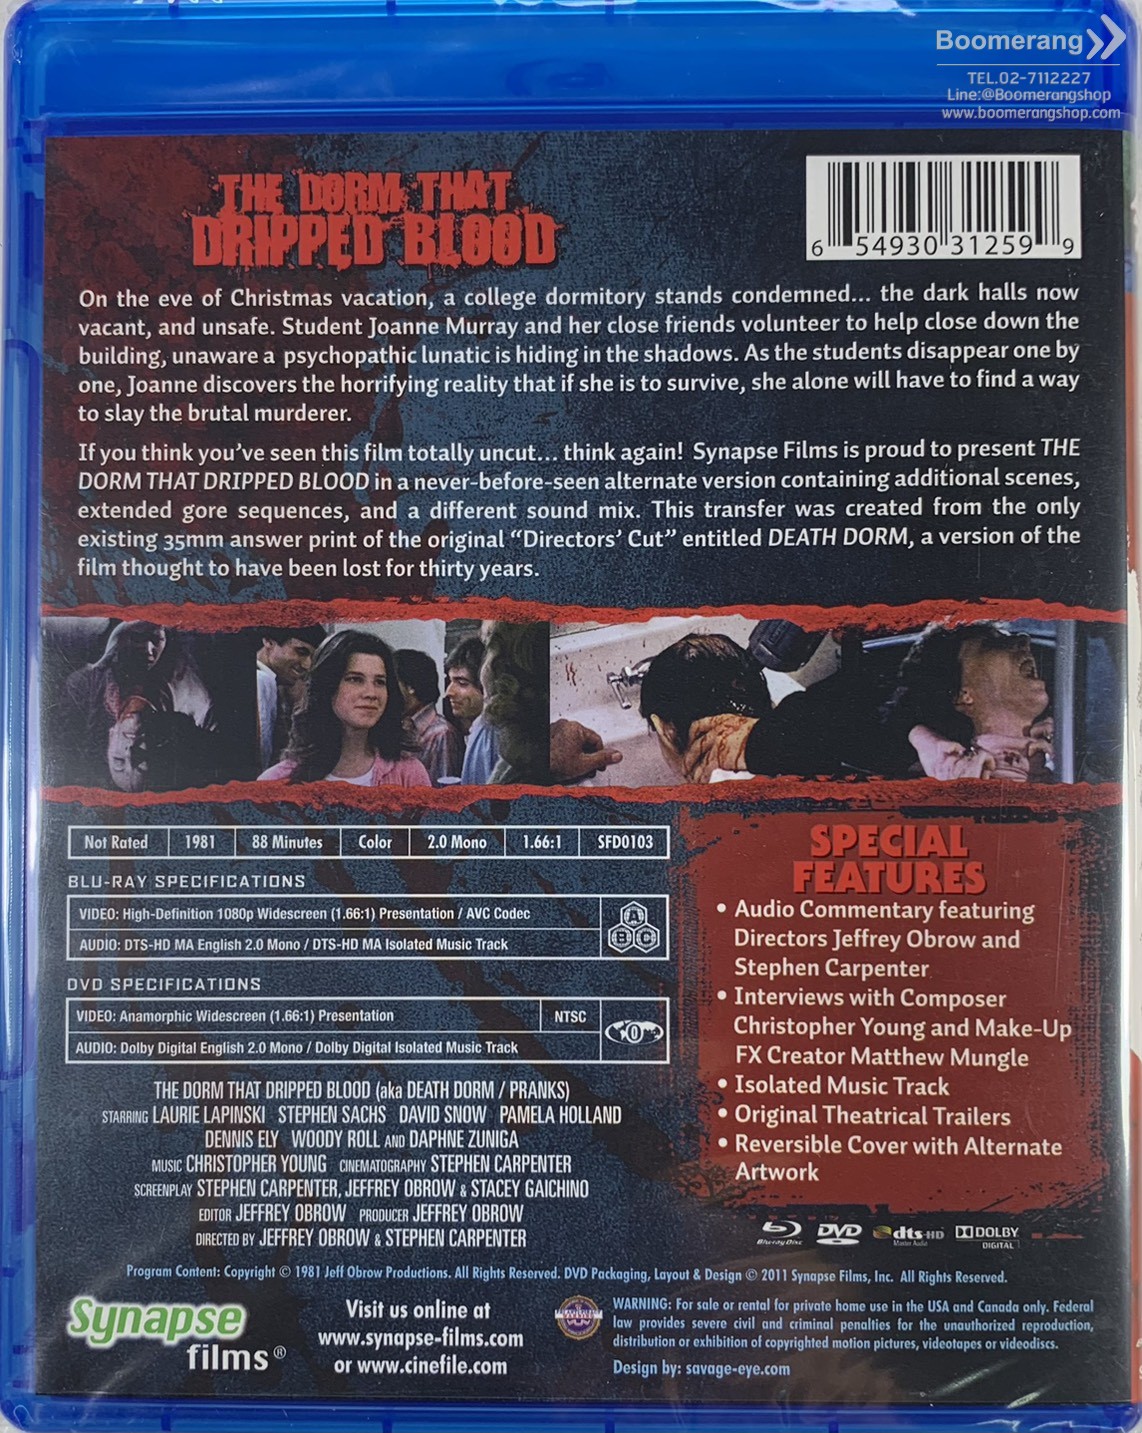 Boomerang
TEL.02-7112227
Line:@Boomerangshop
www.boomerangshop.com
THE DORM THAT
DRIPPED BLOOD
6 54930 31259 9
On the eve of Christmas vacation, a college dormitory stands condemned... the dark halls now
vacant, and unsafe. Student Joanne Murray and her close friends volunteer to help close down the
building, unaware a psychopathic lunatic is hiding in the shadows. As the students disappear one by
one, Joanne discovers the horrifying reality that if she is to survive, she alone will have to find a way
to slay the brutal murderer.
If you think you've seen this film totally uncut... think again! Synapse Films is proud to present THE
DORM THAT DRIPPED BLOOD in a never-before-seen alternate version containing additional scenes,
extended gore sequences, and a different sound mix. This transfer was created from the only
existing 35mm answer print of the original “Directors' Cut” entitled DEATH DORM, a version of the
film thought to have been lost for thirty years.
Not Rated 1981 88 Minutes Color 2.0 Mono 1.66:1 SFD0103
BLU-RAY SPECIFICATIONS
VIDEO: High-Definition 1080p Widescreen (1.66:1) Presentation / AVC Codec
AUDIO: DTS-HD MA English 2.0 Mono / DTS-HD MA Isolated Music Track
A B C
DVD SPECIFICATIONS
VIDEO: Anamorphic Widescreen (1.66:1) Presentation NTSC
AUDIO: Dolby Digital English 2.0 Mono / Dolby Digital Isolated Music Track
0
THE DORM THAT DRIPPED BLOOD (aka DEATH DORM / PRANKS)
STARRING LAURIE LAPINSKI STEPHEN SACHS DAVID SNOW PAMELA HOLLAND
DENNIS ELY WOODY ROLL AND DAPHNE ZUNIGA
MUSIC CHRISTOPHER YOUNG CINEMATOGRAPHY STEPHEN CARPENTER
SCREENPLAY STEPHEN CARPENTER, JEFFREY OBROW & STACEY GAICHINO
EDITOR JEFFREY OBROW PRODUCER JEFFREY OBROW
DIRECTED BY JEFFREY OBROW & STEPHEN CARPENTER
SPECIAL
FEATURES
• Audio Commentary featuring
Directors Jeffrey Obrow and
Stephen Carpenter
• Interviews with Composer
Christopher Young and Make-Up
FX Creator Matthew Mungle
• Isolated Music Track
• Original Theatrical Trailers
• Reversible Cover with Alternate
Artwork
Blu-ray Disc DVD dts-HD Master Audio DOLBY DIGITAL
Program Content: Copyright © 1981 Jeff Obrow Productions. All Rights Reserved. DVD Packaging, Layout & Design © 2011 Synapse Films, Inc. All Rights Reserved.
Synapse
films®
Visit us online at
www.synapse-films.com
or www.cinefile.com
WARNING: For sale or rental for private home use in the USA and Canada only. Federal
law provides severe civil and criminal penalties for the unauthorized reproduction,
distribution or exhibition of copyrighted motion pictures, videotapes or videodiscs.
Design by: savage-eye.com